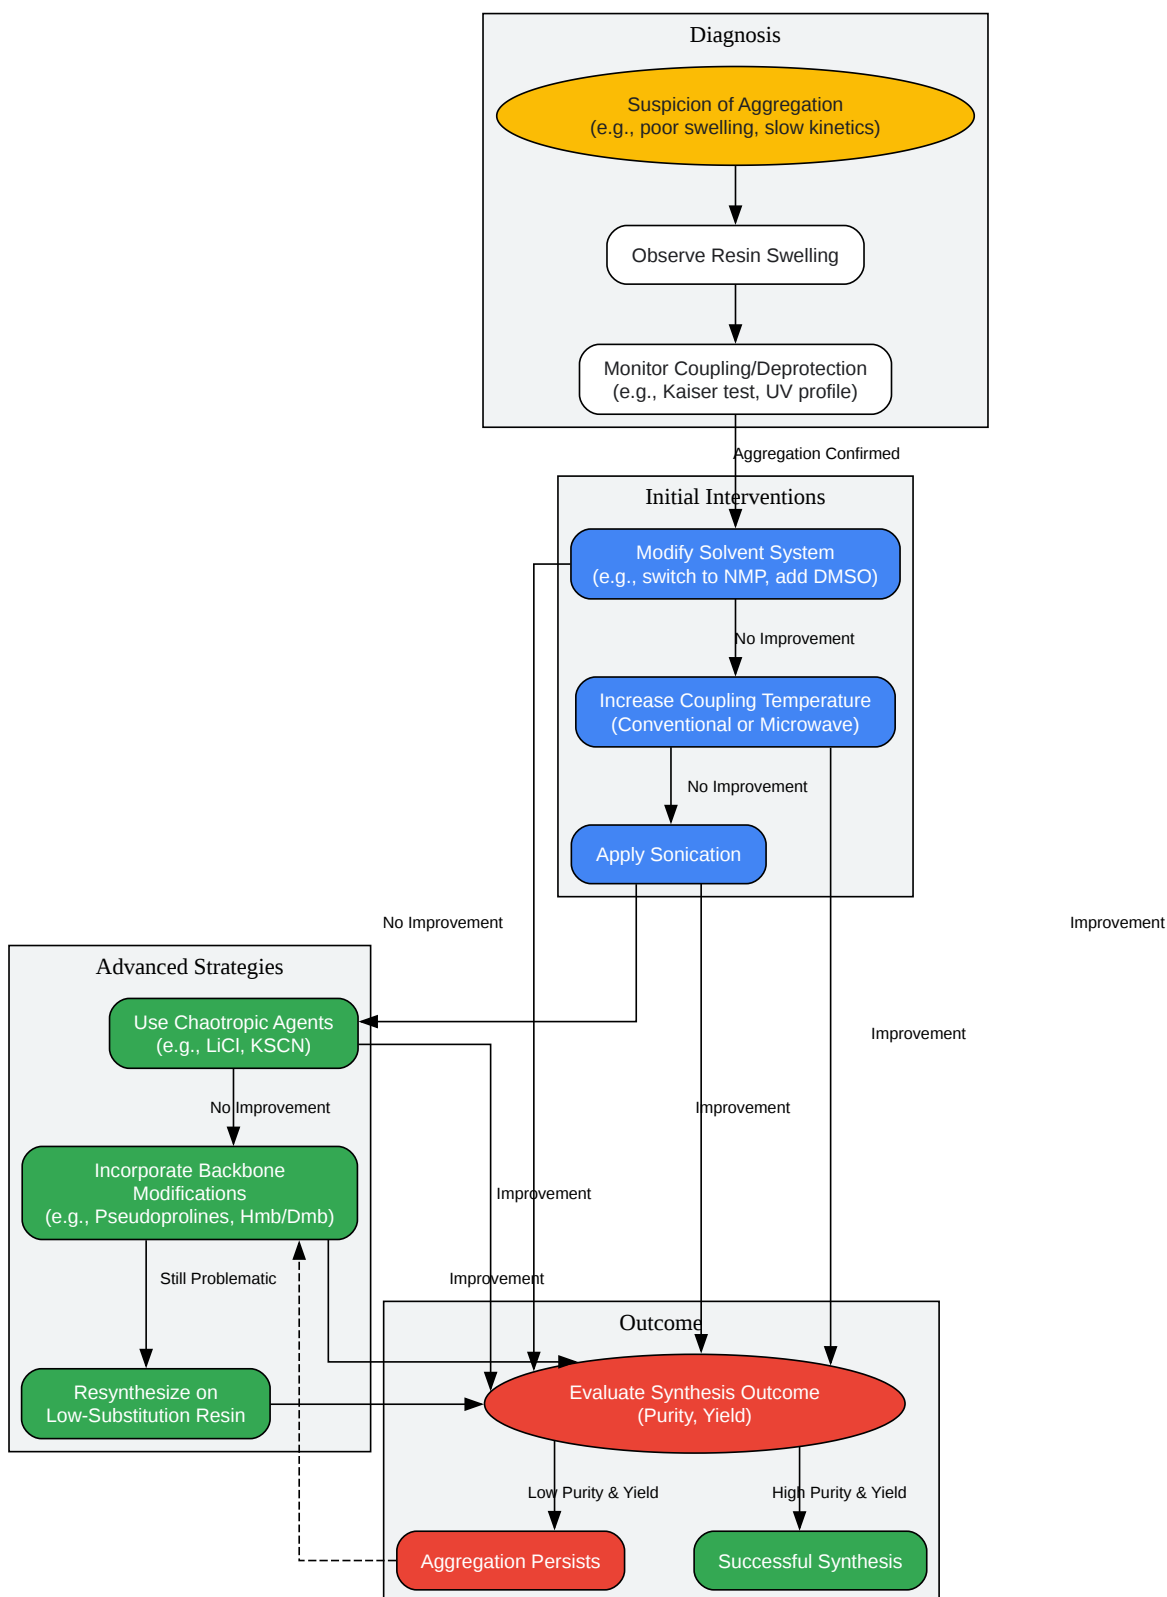 Diagnosis
Suspicion of Aggregation
(e.g., poor swelling, slow kinetics)
Observe Resin Swelling
Monitor Coupling/Deprotection
(e.g., Kaiser test, UV profile)
Aggregation Confirmed
Initial Interventions
Modify Solvent System
(e.g., switch to NMP, add DMSO)
No Improvement
Increase Coupling Temperature
(Conventional or Microwave)
No Improvement
Apply Sonication
No Improvement
Improvement
Advanced Strategies
Use Chaotropic Agents
(e.g., LiCl, KSCN)
Improvement
No Improvement
Improvement
Incorporate Backbone
Modifications
(e.g., Pseudoprolines, Hmb/Dmb)
Improvement
Still Problematic
Improvement
Outcome
Resynthesize on
Low-Substitution Resin
Evaluate Synthesis Outcome
(Purity, Yield)
Low Purity & Yield
High Purity & Yield
Aggregation Persists
Successful Synthesis